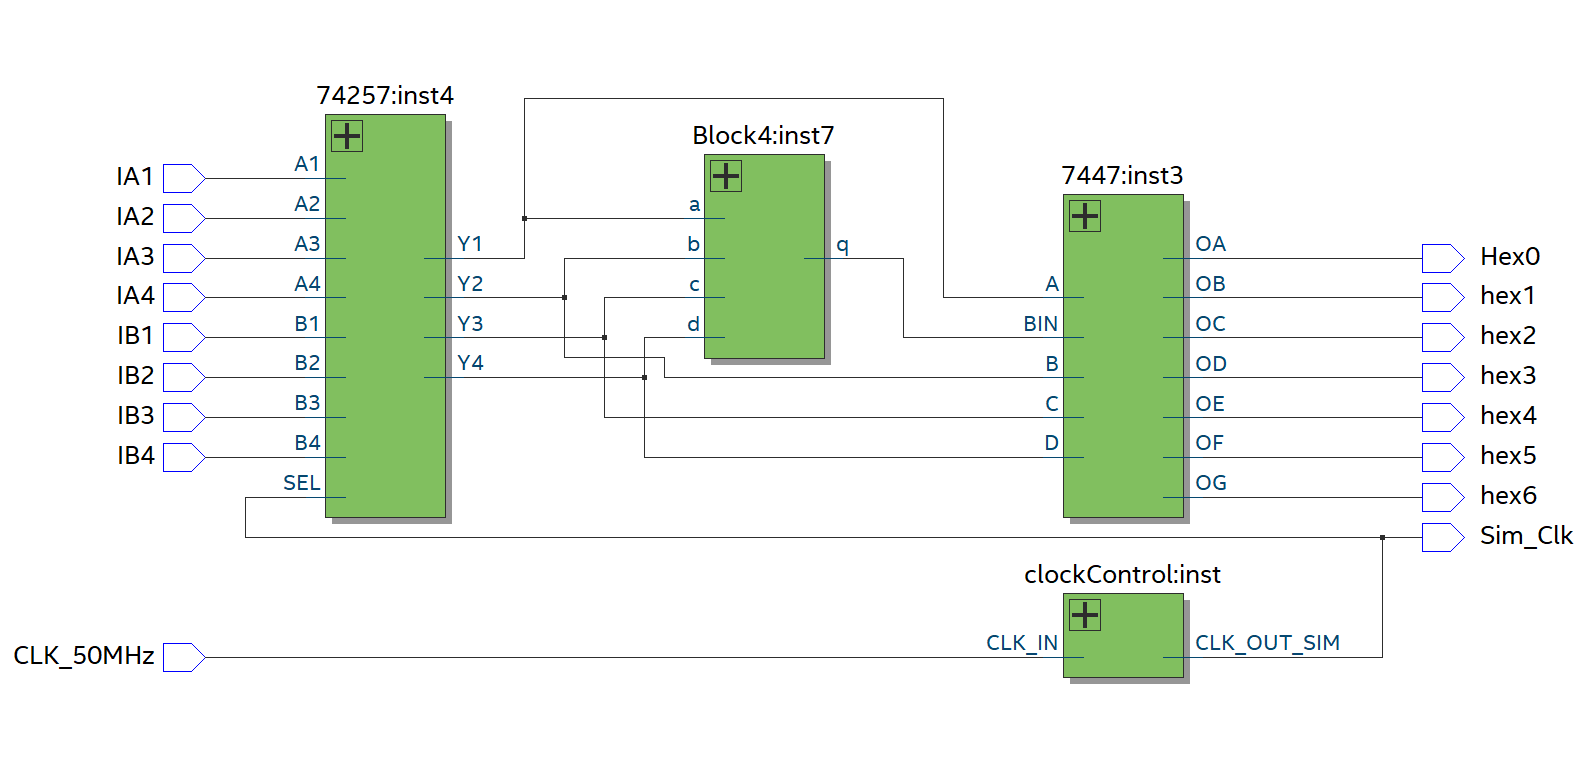 74257:inst4
Block4:inst7
7447:inst3
IA1
A1
IA2
A2
a
IA3
A3
Y1
b
q
OA
Hex0
IA4
A4
Y2
c
A
OB
hex1
IB1
B1
Y3
d
BIN
OC
hex2
IB2
B2
Y4
B
OD
hex3
IB3
B3
C
OE
hex4
IB4
B4
D
OF
hex5
SEL
OG
hex6
Sim_Clk
clockControl:inst
CLK_50MHz
CLK_IN
CLK_OUT_SIM